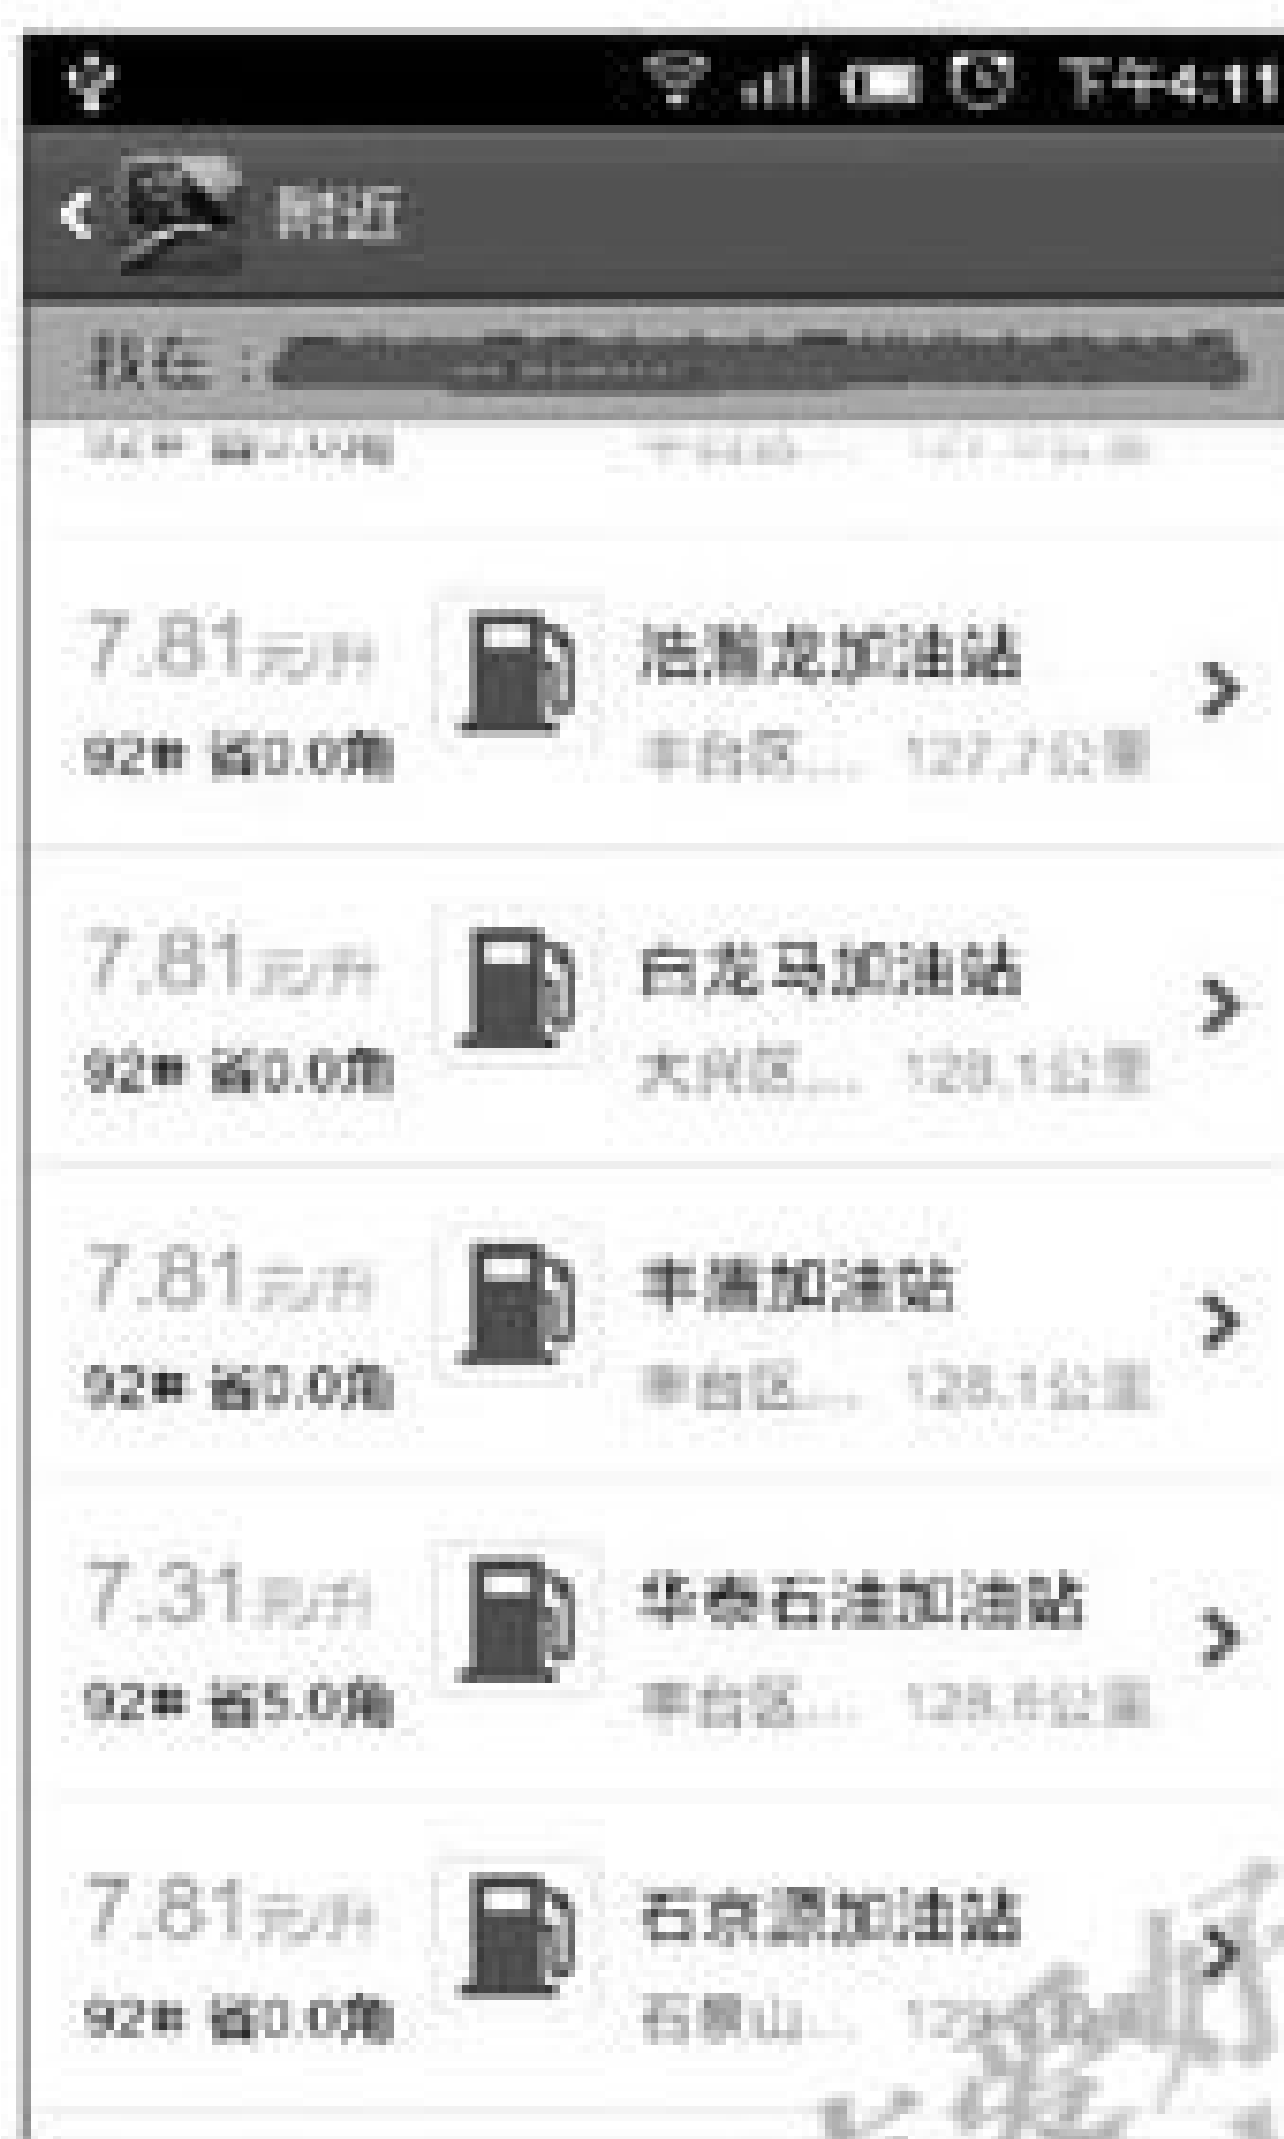 下午4:11
附近
我在：
7.81元/升 浩瀚龙加油站
92# 省0.0角 丰台区... 127.7公里
7.81元/升 白龙马加油站
92# 省0.0角 大兴区... 128.1公里
7.81元/升 加油站
92# 省0.0角 丰台区... 128.1公里
7.31元/升 华泰石油加油站
92# 省5.0角 丰台区... 128.6公里
7.81元/升 石京源加油站
92# 省0.0角 石景山...